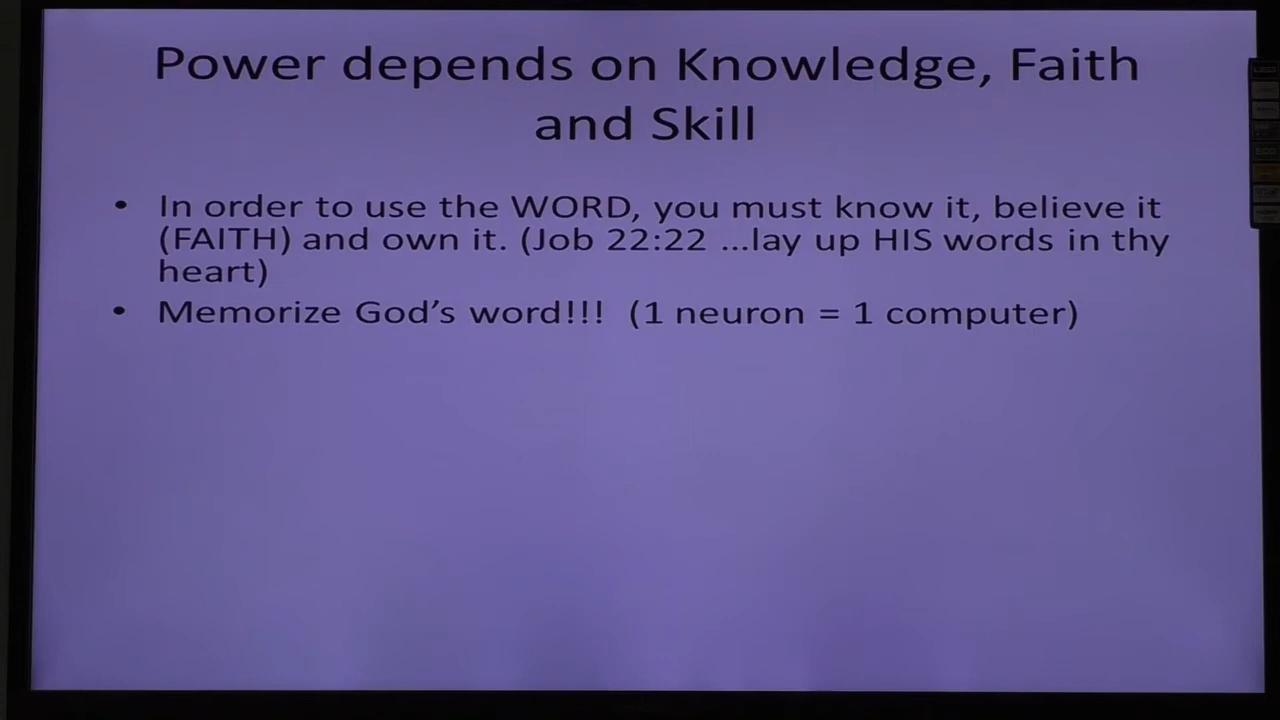 Power depends on Knowledge, Faith
and Skill
• In order to use the WORD, you must know it, believe it
(FAITH) and own it. (Job 22:22 ...lay up HIS words in thy
heart)
• Memorize God’s word!!! (1 neuron = 1 computer)